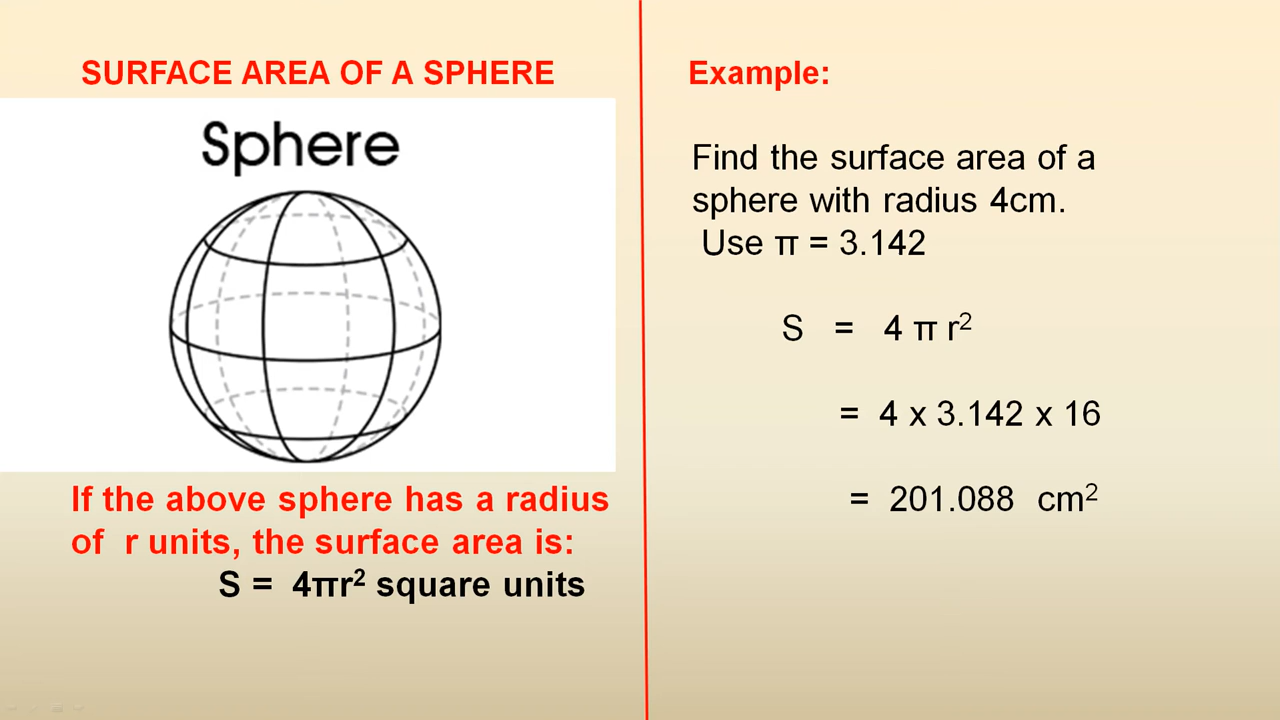 SURFACE AREA OF A SPHERE
Sphere
If the above sphere has a radius
of r units, the surface area is:
S = 4πr² square units
Example:
Find the surface area of a
sphere with radius 4cm.
Use π = 3.142
S = 4 π r²
= 4 x 3.142 x 16
= 201.088 cm²